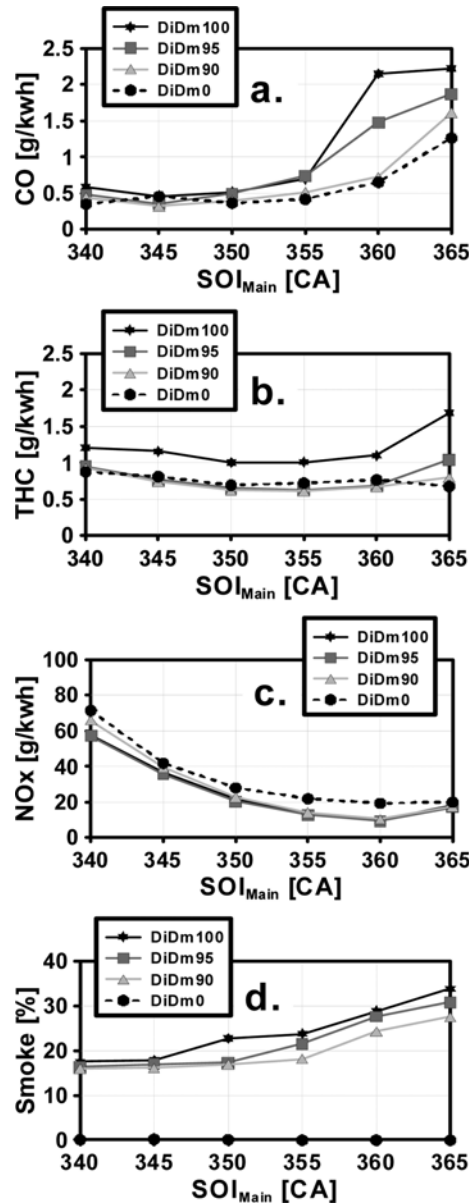 DiDm100
DiDm95
DiDm90
DiDm0
a.
CO [g/kwh]
2.5
2
1.5
1
0.5
0
340 345 350 355 360 365
SOIMain [CA]
DiDm100
DiDm95
DiDm90
DiDm0
b.
THC [g/kwh]
2.5
2
1.5
1
0.5
0
340 345 350 355 360 365
SOIMain [CA]
DiDm100
DiDm95
DiDm90
DiDm0
c.
NOx [g/kwh]
100
80
60
40
20
0
340 345 350 355 360 365
SOIMain [CA]
DiDm100
DiDm95
DiDm90
DiDm0
d.
Smoke [%]
40
30
20
10
0
340 345 350 355 360 365
SOIMain [CA]